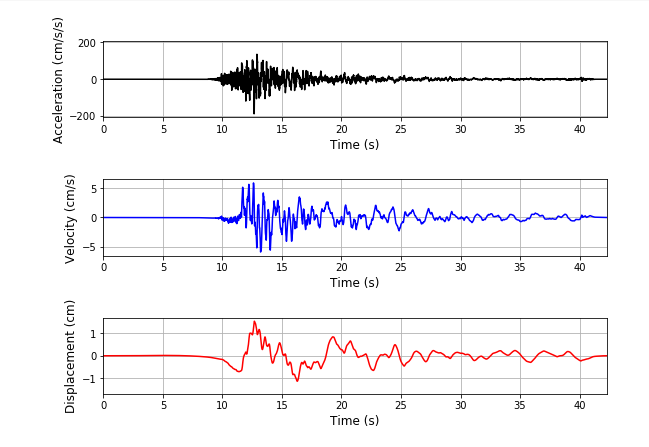 Acceleration (cm/s/s)
200
0
−200
0 5 10 15 20 25 30 35 40
Time (s)
Velocity (cm/s)
5
0
−5
0 5 10 15 20 25 30 35 40
Time (s)
Displacement (cm)
1
0
−1
0 5 10 15 20 25 30 35 40
Time (s)